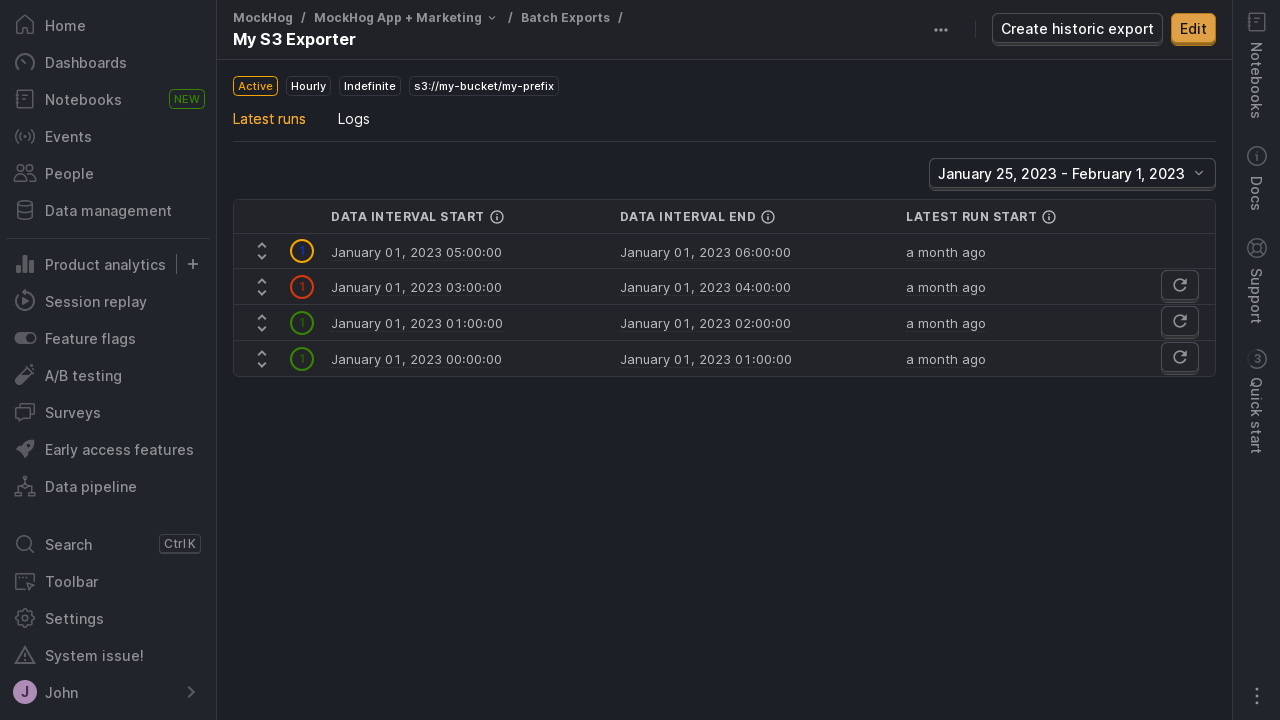 Home
Dashboards
Notebooks NEW
Events
People
Data management
Product analytics
Session replay
Feature flags
A/B testing
Surveys
Early access features
Data pipeline
Search Ctrl K
Toolbar
Settings
System issue!
J John
MockHog / MockHog App + Marketing / Batch Exports /
My S3 Exporter
Create historic export
Edit
Active Hourly Indefinite s3://my-bucket/my-prefix
Latest runs Logs
January 25, 2023 - February 1, 2023
DATA INTERVAL START DATA INTERVAL END LATEST RUN START
1 January 01, 2023 05:00:00 January 01, 2023 06:00:00 a month ago
1 January 01, 2023 03:00:00 January 01, 2023 04:00:00 a month ago
1 January 01, 2023 01:00:00 January 01, 2023 02:00:00 a month ago
1 January 01, 2023 00:00:00 January 01, 2023 01:00:00 a month ago
Notebooks
Docs
Support
3 Quick start